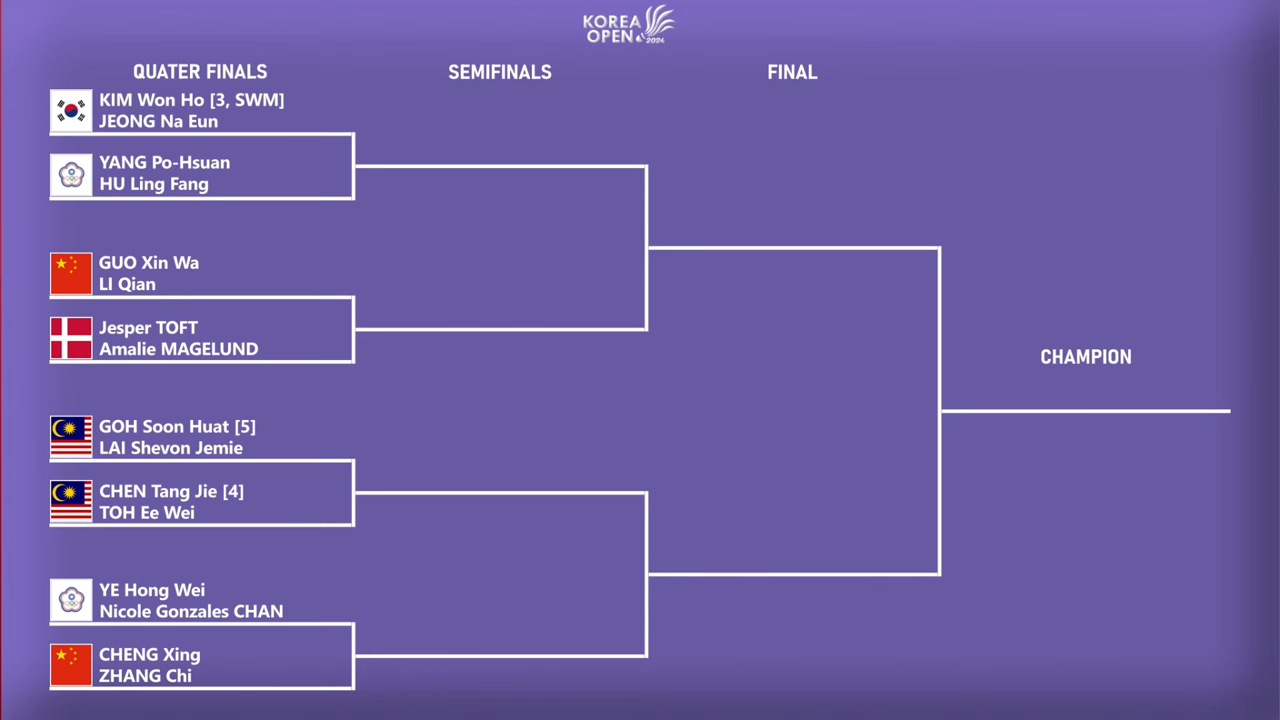 KOREA
OPEN 2024
QUATER FINALS
SEMIFINALS
FINAL
KIM Won Ho [3, SWM]
JEONG Na Eun
YANG Po-Hsuan
HU Ling Fang
GUO Xin Wa
LI Qian
Jesper TOFT
Amalie MAGELUND
CHAMPION
GOH Soon Huat [5]
LAI Shevon Jemie
CHEN Tang Jie [4]
TOH Ee Wei
YE Hong Wei
Nicole Gonzales CHAN
CHENG Xing
ZHANG Chi